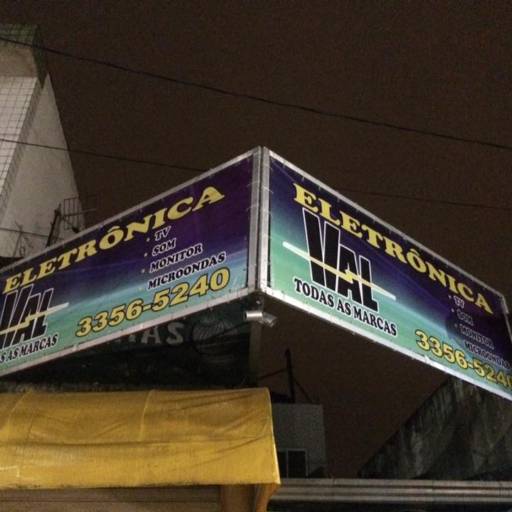 ELETRÔNICA
VAL
AS MARCAS
• TV
• SOM
• MONITOR
MICROONDAS
3356-5240
ELETRÔNICA
VAL
TODAS AS MARCAS
• TV
• SOM
• MONITOR
MICROONDAS
3356-5240